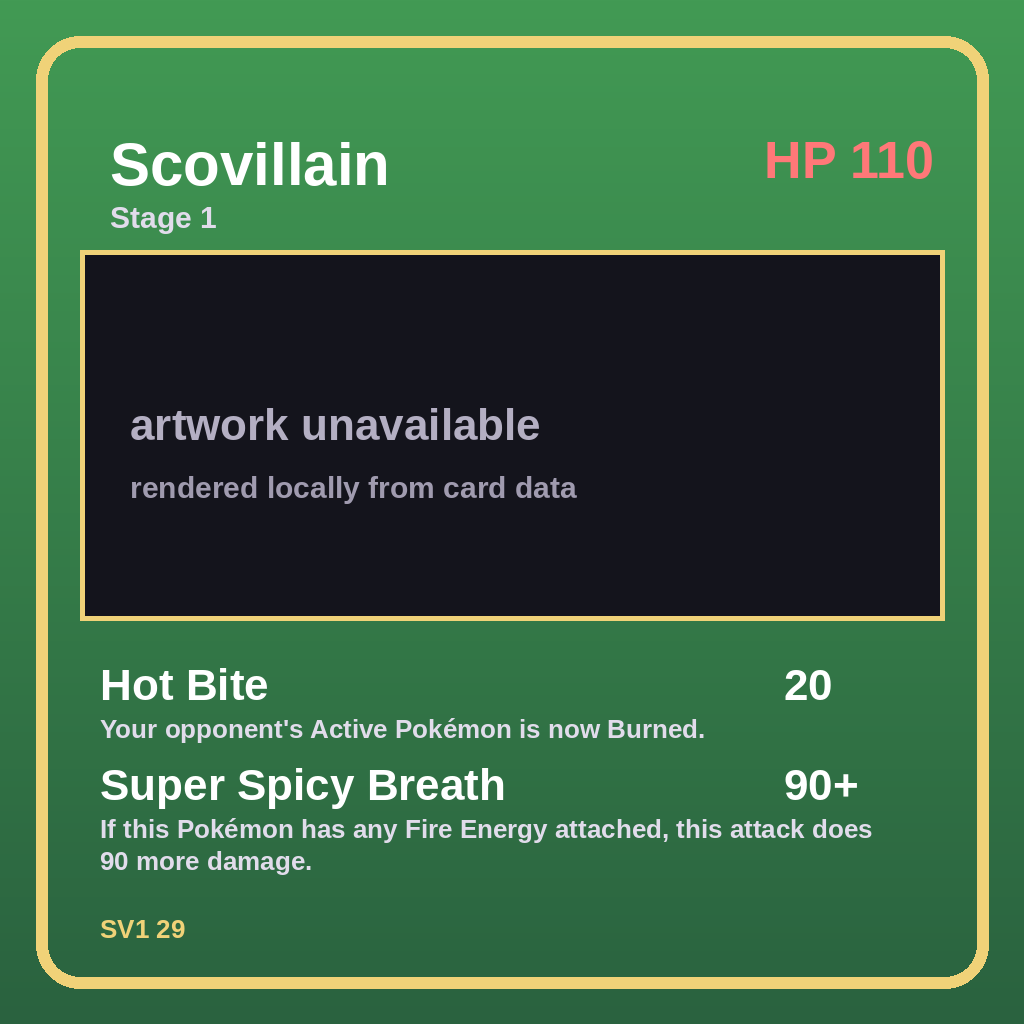 Scovillain
HP 110
Stage 1
artwork unavailable
rendered locally from card data
Hot Bite
20
Your opponent's Active Pokémon is now Burned.
Super Spicy Breath
90+
If this Pokémon has any Fire Energy attached, this attack does
90 more damage.
SV1 29